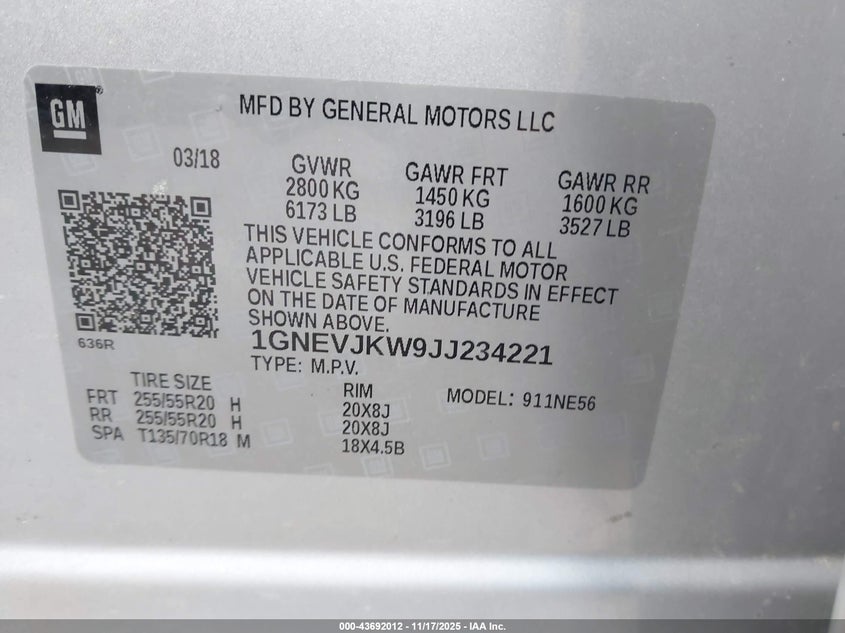 GM
MFD BY GENERAL MOTORS LLC
03/18
GVWR
2800 KG
6173 LB
GAWR FRT
1450 KG
3196 LB
GAWR RR
1600 KG
3527 LB
THIS VEHICLE CONFORMS TO ALL
APPLICABLE U.S. FEDERAL MOTOR
VEHICLE SAFETY STANDARDS IN EFFECT
ON THE DATE OF MANUFACTURE
SHOWN ABOVE.
636R
1GNEVJKW9JJ234221
TYPE: M.P.V.
TIRE SIZE
FRT 255/55R20 H
RR 255/55R20 H
SPA T135/70R18 M
RIM
20X8J
20X8J
18X4.5B
MODEL: 911NE56
000-43692012 - 11/17/2025 - IAA Inc.